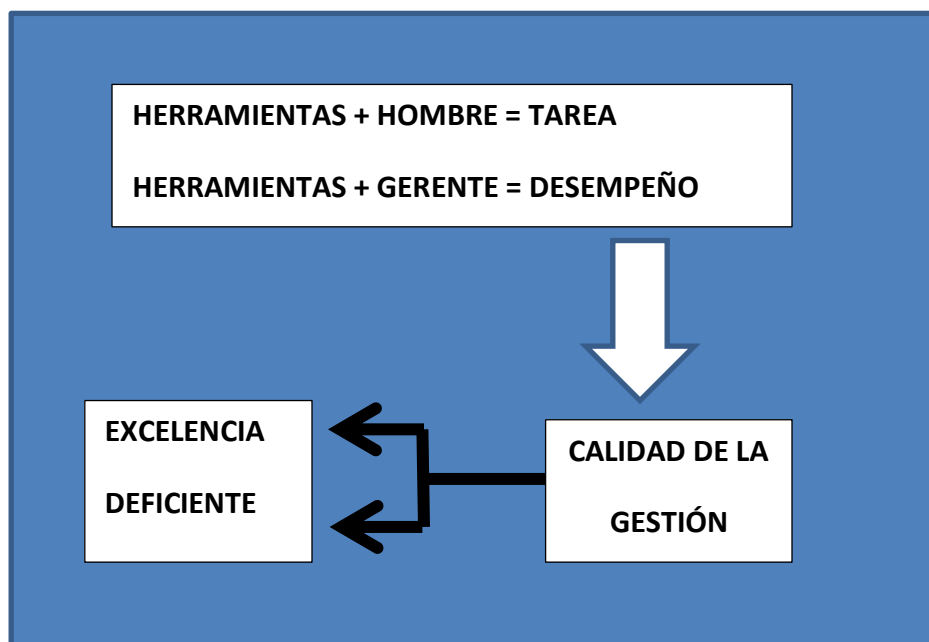 HERRAMIENTAS + HOMBRE = TAREA
HERRAMIENTAS + GERENTE = DESEMPEÑO
EXCELENCIA
DEFICIENTE
CALIDAD DE LA
GESTIÓN